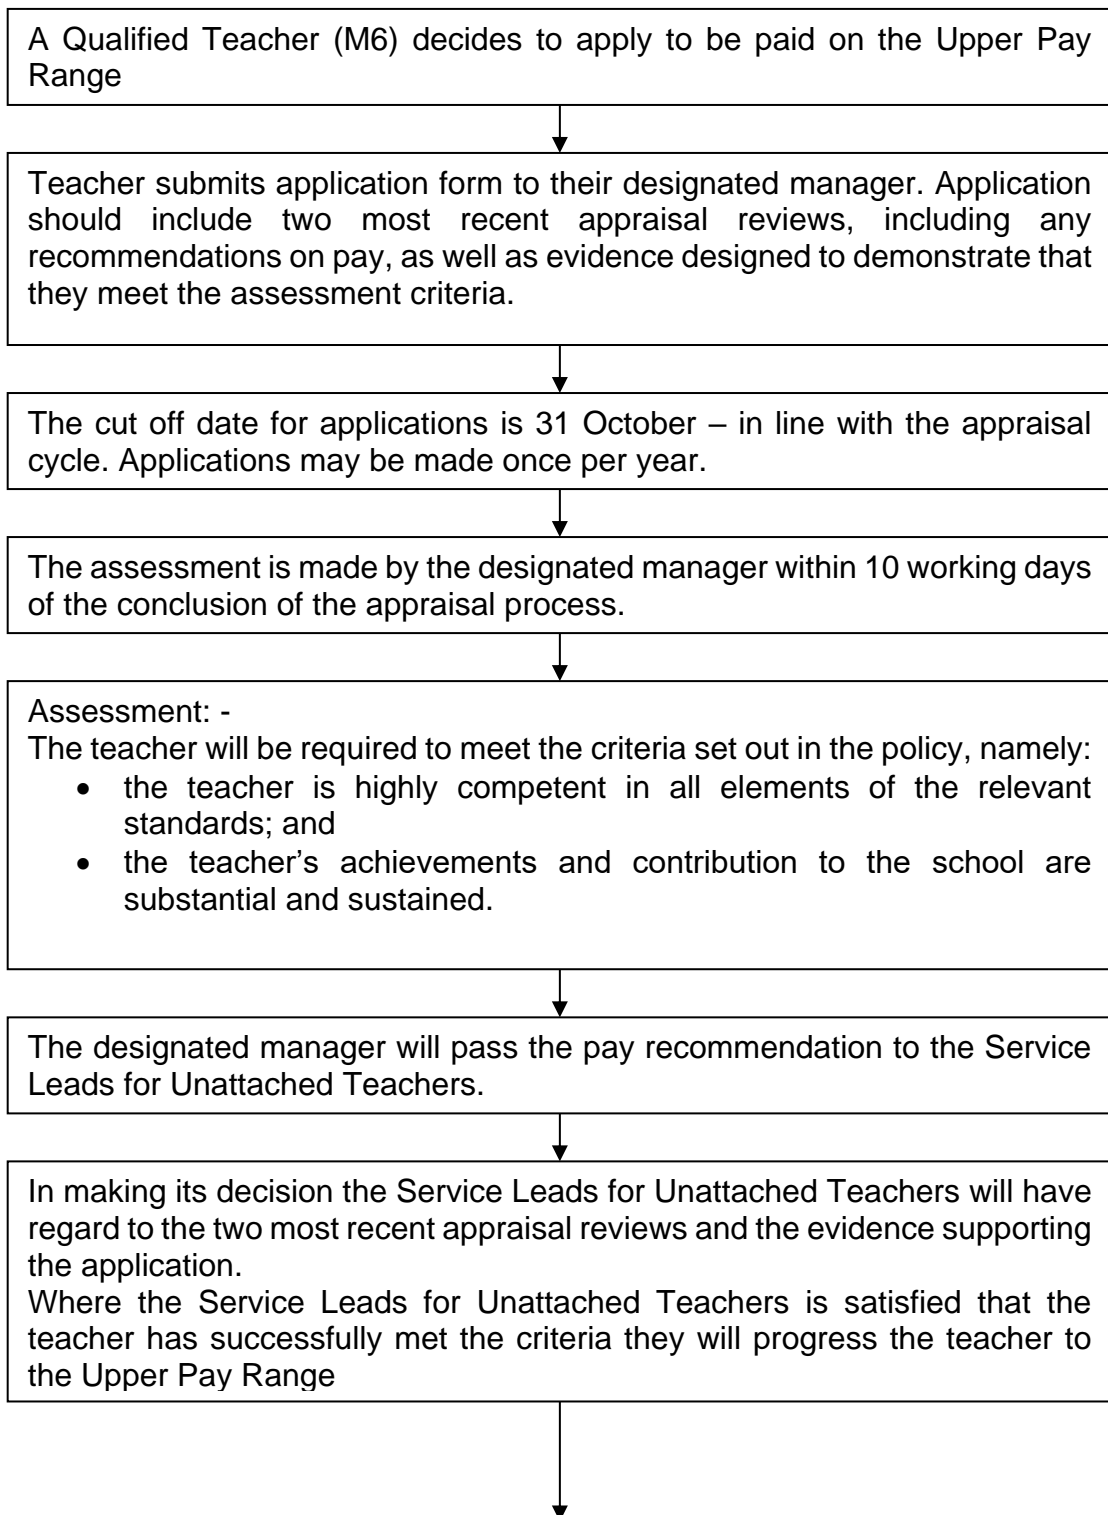 A Qualified Teacher (M6) decides to apply to be paid on the Upper Pay
Range
Teacher submits application form to their designated manager. Application
should include two most recent appraisal reviews, including any
recommendations on pay, as well as evidence designed to demonstrate that
they meet the assessment criteria.
The cut off date for applications is 31 October – in line with the appraisal
cycle. Applications may be made once per year.
The assessment is made by the designated manager within 10 working days
of the conclusion of the appraisal process.
Assessment: -
The teacher will be required to meet the criteria set out in the policy, namely:
• the teacher is highly competent in all elements of the relevant
standards; and
• the teacher’s achievements and contribution to the school are
substantial and sustained.
The designated manager will pass the pay recommendation to the Service
Leads for Unattached Teachers.
In making its decision the Service Leads for Unattached Teachers will have
regard to the two most recent appraisal reviews and the evidence supporting
the application.
Where the Service Leads for Unattached Teachers is satisfied that the
teacher has successfully met the criteria they will progress the teacher to
the Upper Pay Range